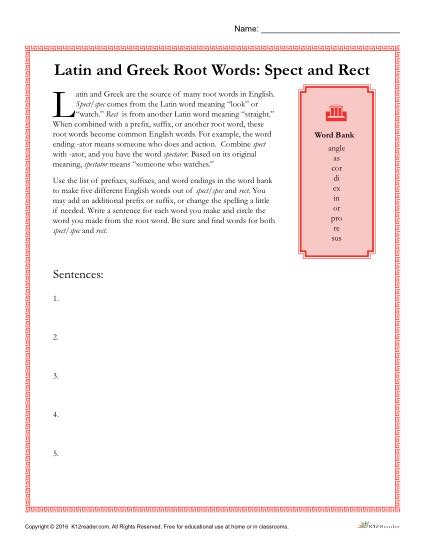 Name:
Latin and Greek Root Words: Spect and Rect
Latin and Greek are the source of many root words in English.
Spect/spec comes from the Latin word meaning “look” or
“watch.” Rect is from another Latin word meaning “straight.”
When combined with a prefix, suffix, or another root word, these
root words become common English words. For example, the word
ending -ator means someone who does and action. Combine spect
with -ator, and you have the word spectator. Based on its original
meaning, spectator means “someone who watches.”
Use the list of prefixes, suffixes, and word endings in the word bank
to make five different English words out of spect/spec and rect. You
may add an additional prefix or suffix, or change the spelling a little
if needed. Write a sentence for each word you make and circle the
word you made from the root word. Be sure and find words for both
spect/spec and rect.
Word Bank
angle
as
cor
di
ex
in
or
pro
re
sus
Sentences:
1.
2.
3.
4.
5.
Copyright © 2016 K12reader.com. All Rights Reserved. Free for educational use at home or in classrooms.
K12Reader